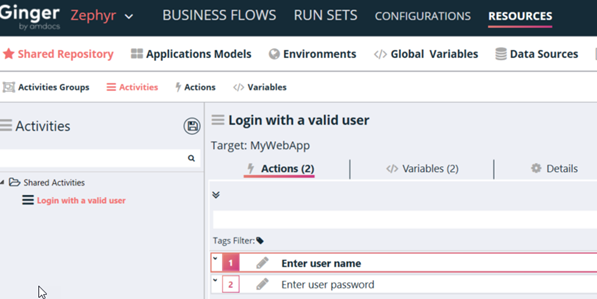 Ginger
by amdocs
Zephyr
BUSINESS FLOWS RUN SETS CONFIGURATIONS RESOURCES
Shared Repository Applications Models Environments Global Variables Data Sources
Activities Groups Activities Actions Variables
Activities
Shared Activities
Login with a valid user
Login with a valid user
Target: MyWebApp
Actions (2) Variables (2) Details
Tags Filter:
1 Enter user name
2 Enter user password